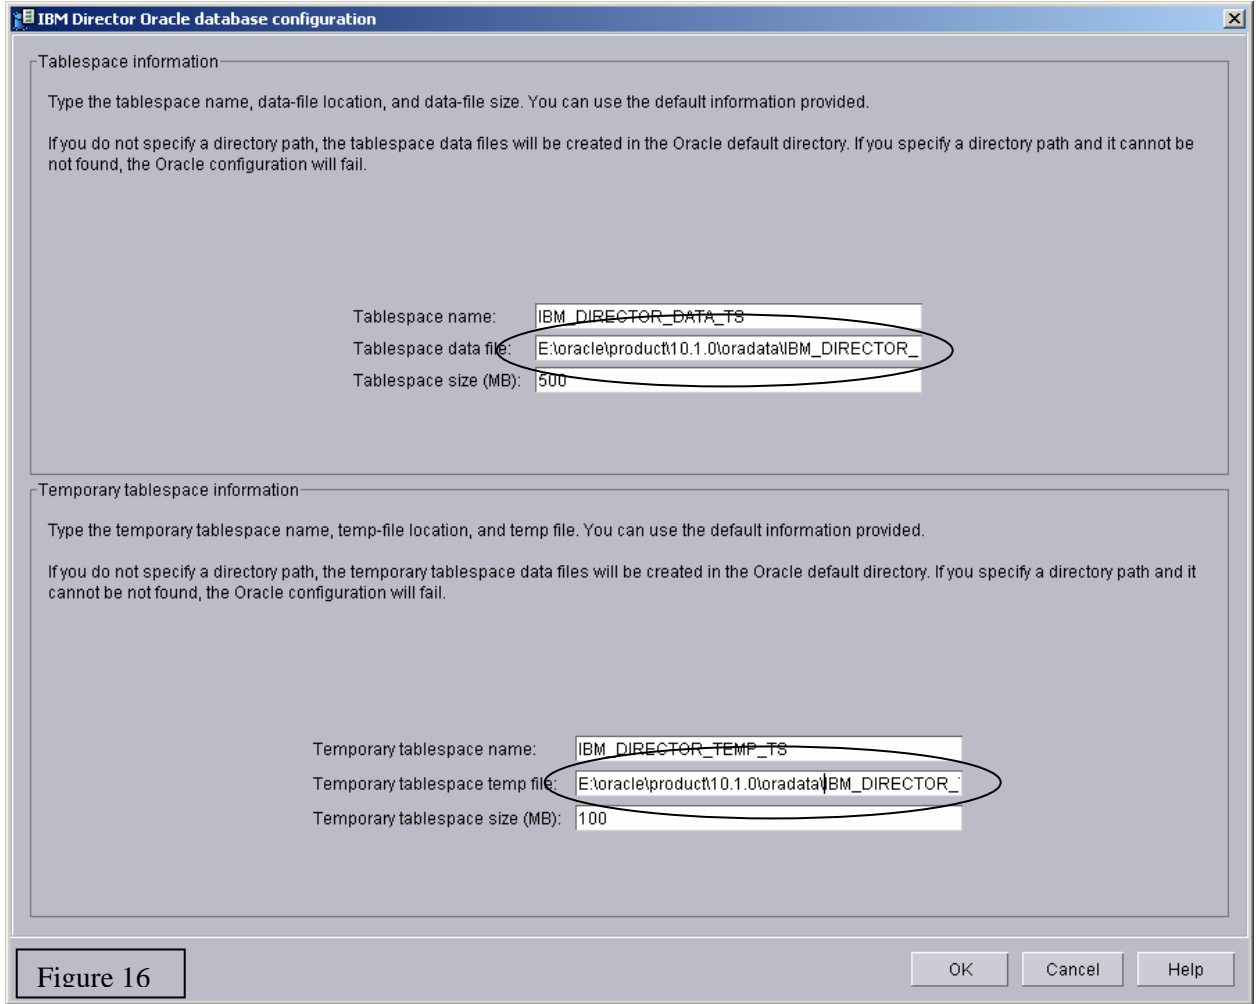 IBM Director Oracle database configuration
Tablespace information
Type the tablespace name, data-file location, and data-file size. You can use the default information provided.
If you do not specify a directory path, the tablespace data files will be created in the Oracle default directory. If you specify a directory path and it cannot be
not found, the Oracle configuration will fail.
Tablespace name: IBM_DIRECTOR_DATA_TS
Tablespace data file: E:\oracle\product\10.1.0\oradata\IBM_DIRECTOR_
Tablespace size (MB): 500
Temporary tablespace information
Type the temporary tablespace name, temp-file location, and temp file. You can use the default information provided.
If you do not specify a directory path, the temporary tablespace data files will be created in the Oracle default directory. If you specify a directory path and it
cannot be not found, the Oracle configuration will fail.
Temporary tablespace name: IBM_DIRECTOR_TEMP_TS
Temporary tablespace temp file: E:\oracle\product\10.1.0\oradata\IBM_DIRECTOR_
Temporary tablespace size (MB): 100
Figure 16
OK Cancel Help